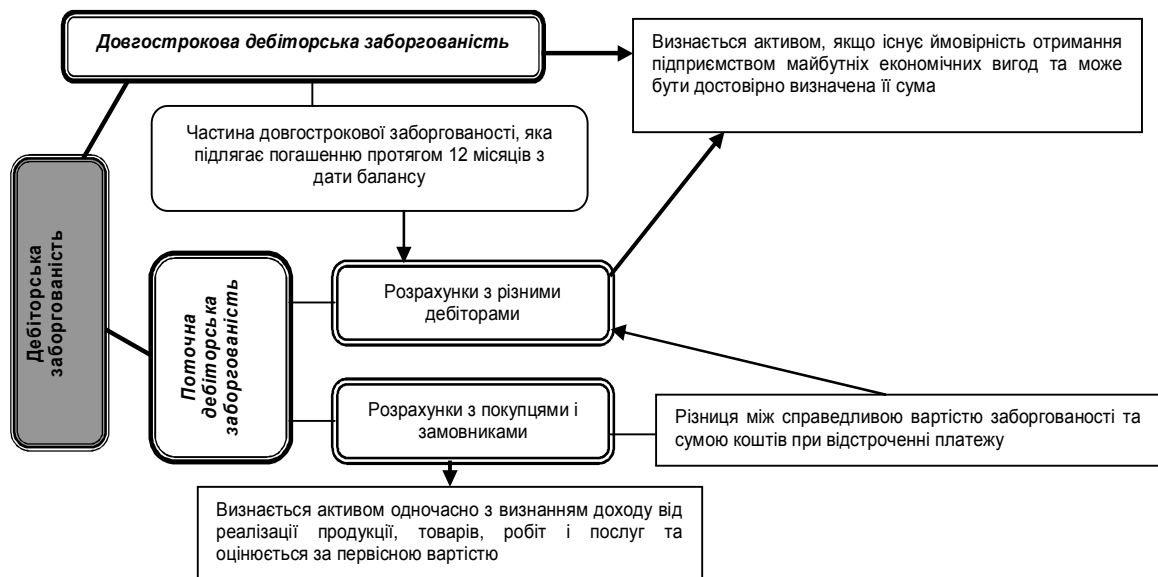 Довгострокова дебіторська заборгованість
Визнається активом, якщо існує ймовірність отримання
підприємством майбутніх економічних вигод та може
бути достовірно визначена її сума
Частина довгострокової заборгованості, яка
підлягає погашенню протягом 12 місяців з
дати балансу
Дебіторська
заборгованість
Поточна
дебіторська
заборгованість
Розрахунки з різними
дебіторами
Розрахунки з покупцями і
замовниками
Різниця між справедливою вартістю заборгованості та
сумою коштів при відстроченні платежу
Визнається активом одночасно з визнанням доходу від
реалізації продукції, товарів, робіт і послуг та
оцінюється за первісною вартістю